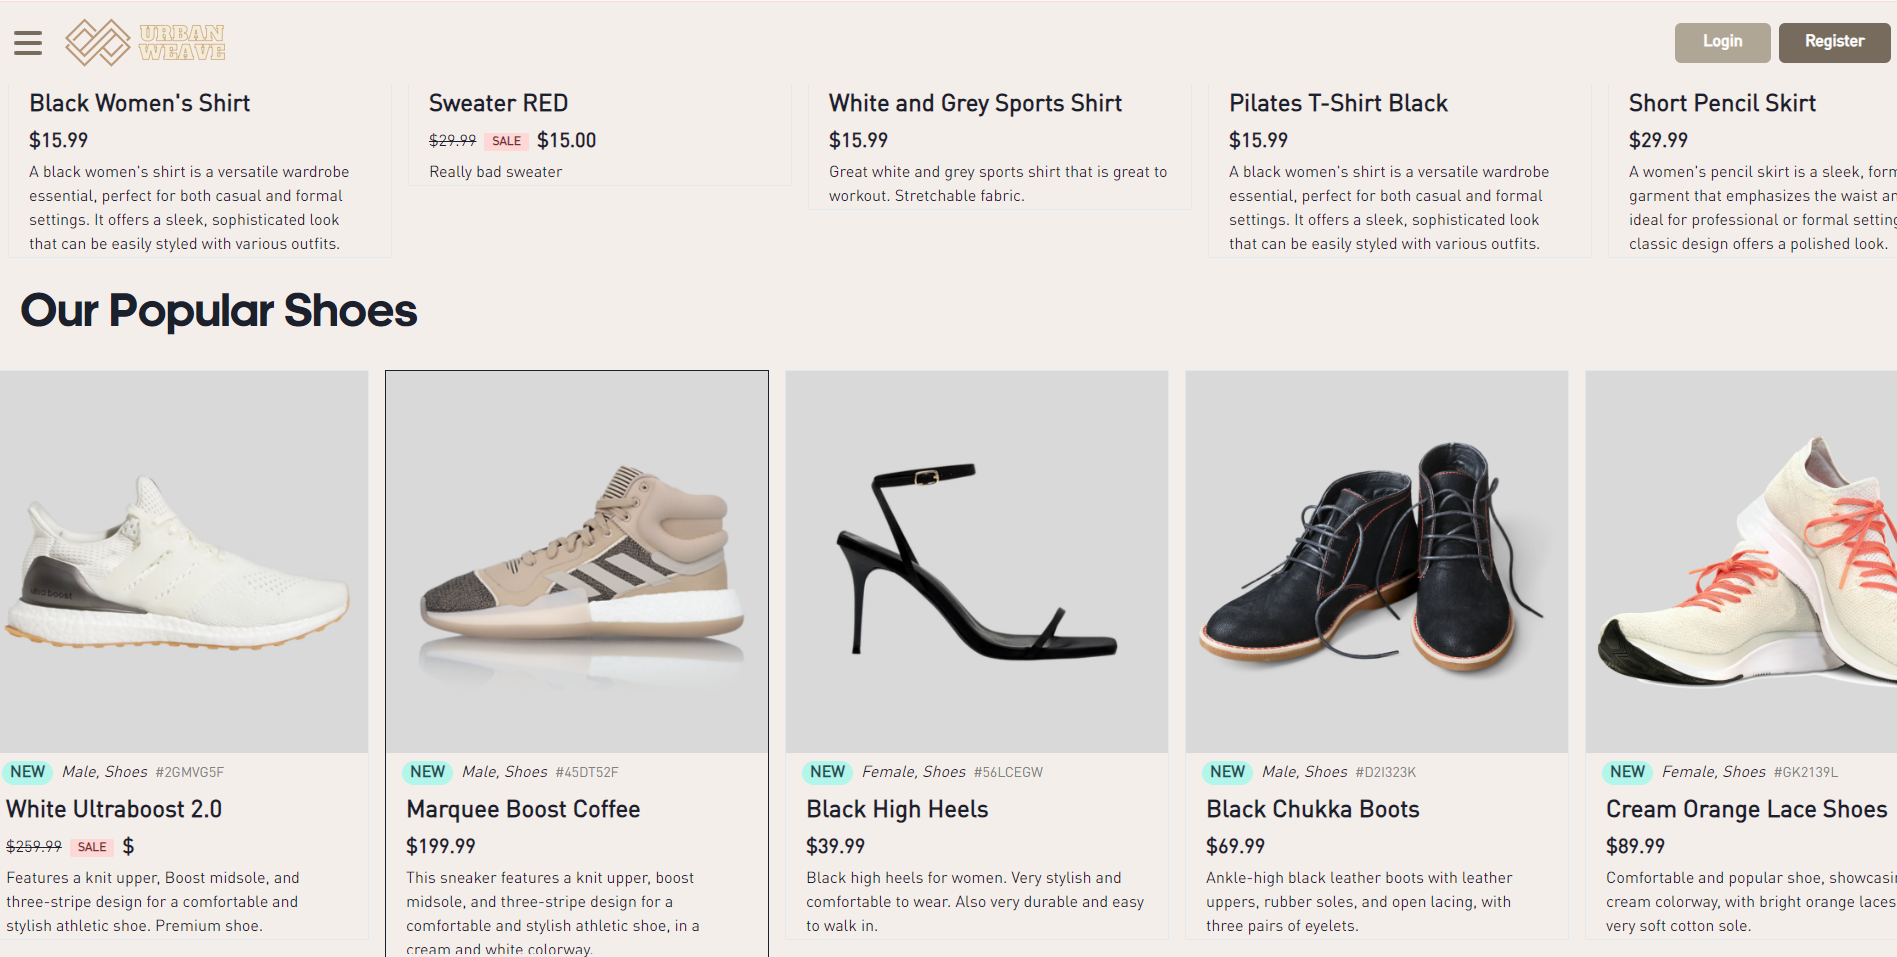 URBAN
WEAVE
Login
Register
Black Women's Shirt
$15.99
A black women's shirt is a versatile wardrobe
essential, perfect for both casual and formal
settings. It offers a sleek, sophisticated look
that can be easily styled with various outfits.
Sweater RED
$29.99 SALE $15.00
Really bad sweater
White and Grey Sports Shirt
$15.99
Great white and grey sports shirt that is great to
workout. Stretchable fabric.
Pilates T-Shirt Black
$15.99
A black women's shirt is a versatile wardrobe
essential, perfect for both casual and formal
settings. It offers a sleek, sophisticated look
that can be easily styled with various outfits.
Short Pencil Skirt
$29.99
A women's pencil skirt is a sleek,
garment that emphasizes the waist
ideal for professional or formal
classic design offers a polished look.
Our Popular Shoes
ultraboost
NEW Male, Shoes #2GMVG5F
White Ultraboost 2.0
$259.99 SALE $
Features a knit upper, Boost midsole, and
three-stripe design for a comfortable and
stylish athletic shoe. Premium shoe.
NEW Male, Shoes #45DT52F
Marquee Boost Coffee
$199.99
This sneaker features a knit upper, boost
midsole, and three-stripe design for a
comfortable and stylish athletic shoe, in a
cream and white colorway.
NEW Female, Shoes #56LCEGW
Black High Heels
$39.99
Black high heels for women. Very stylish and
comfortable to wear. Also very durable and easy
to walk in.
NEW Male, Shoes #D2I323K
Black Chukka Boots
$69.99
Ankle-high black leather boots with leather
uppers, rubber soles, and open lacing, with
three pairs of eyelets.
NEW Female, Shoes #GK2139L
Cream Orange Lace Shoes
$89.99
Comfortable and popular shoe,
cream colorway, with bright orange laces
very soft cotton sole.